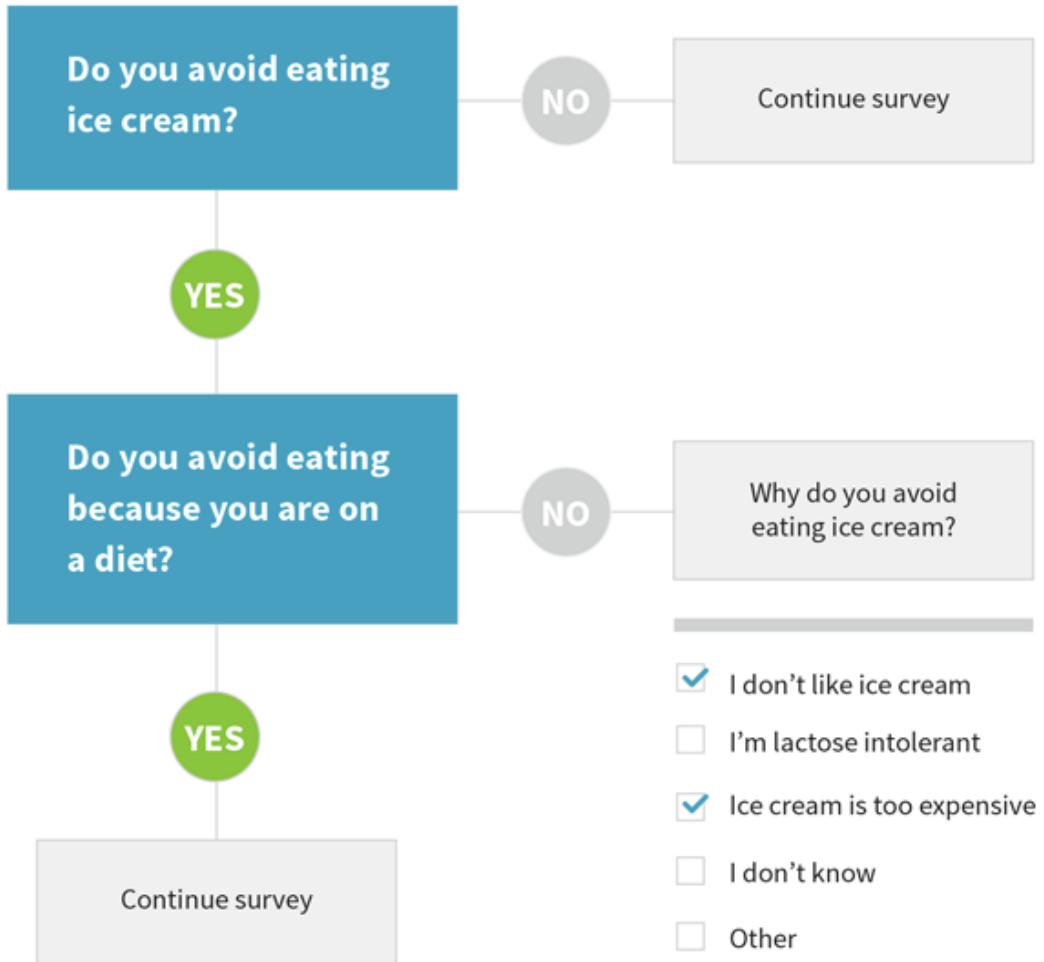 Do you avoid eating
ice cream?
NO
Continue survey
YES
Do you avoid eating
because you are on
a diet?
NO
Why do you avoid
eating ice cream?
I don’t like ice cream
I’m lactose intolerant
Ice cream is too expensive
I don’t know
Other
YES
Continue survey